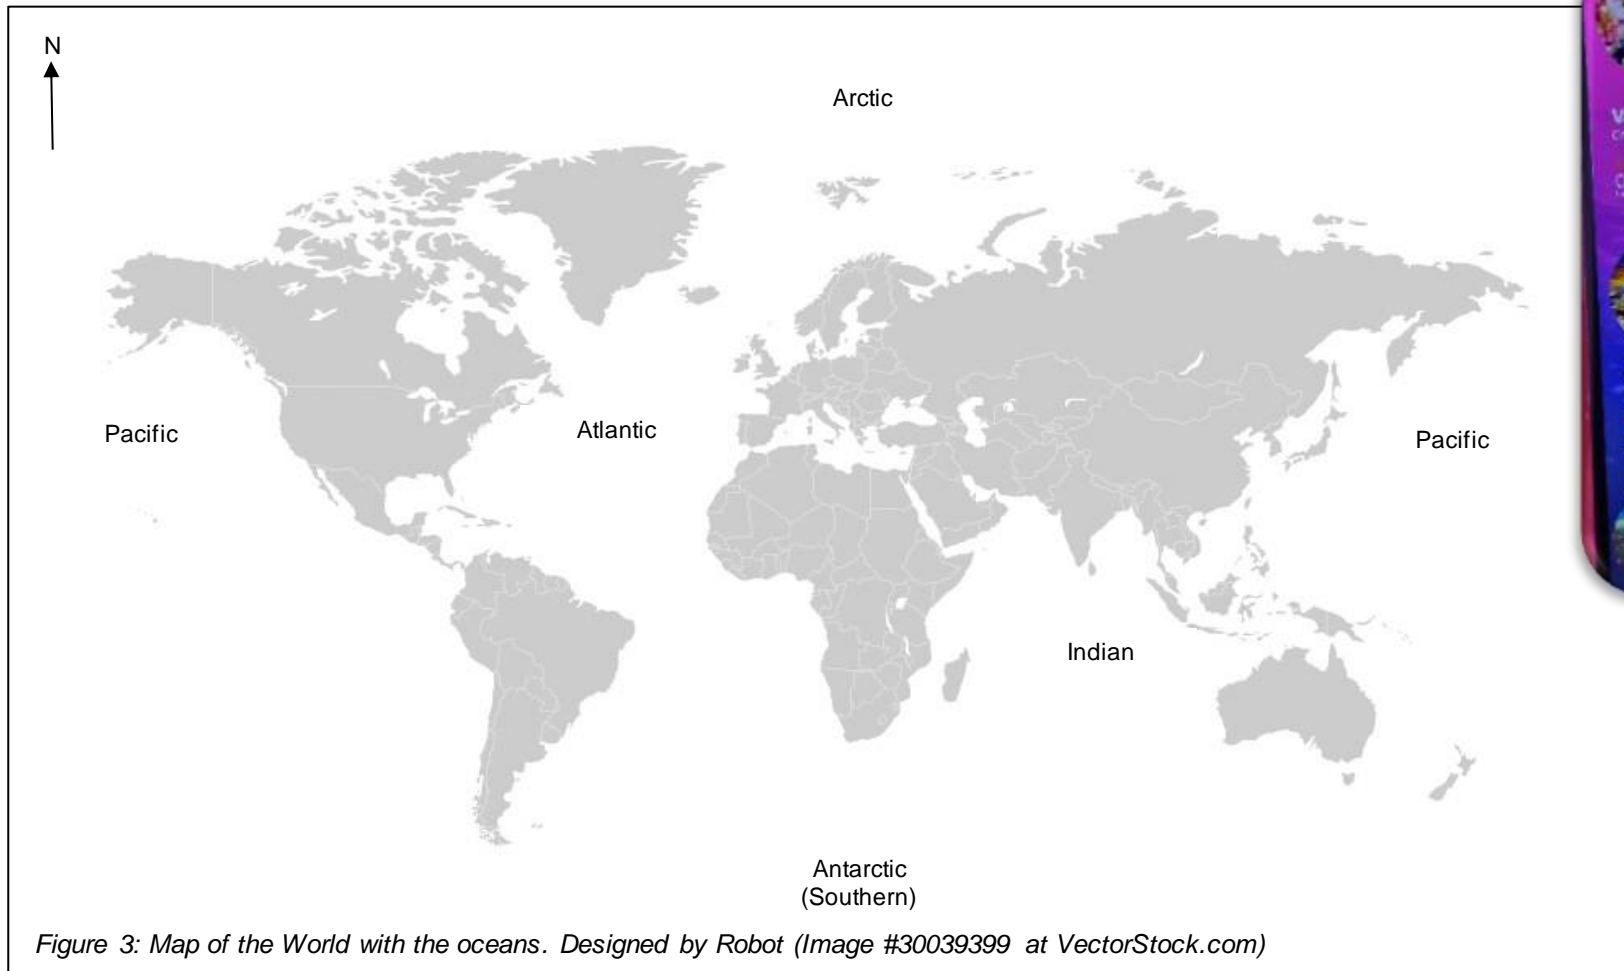 N
Arctic
Pacific
Atlantic
Pacific
Indian
Antarctic
(Southern)
Figure 3: Map of the World with the oceans. Designed by Robot (Image #30039399 at VectorStock.com)